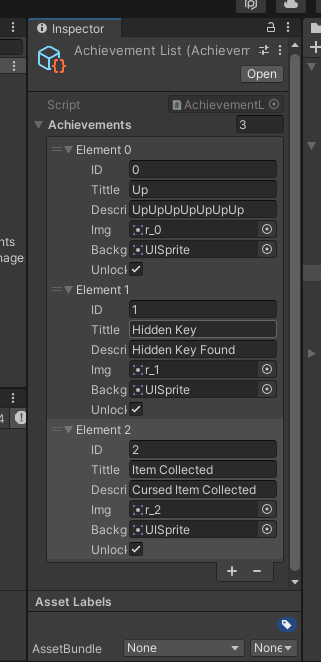 Inspector
Achievement List (Achieverr
Open
Script
AchievementL
Achievements
3
Element 0
ID
0
Tittle
Up
Descri
UpUpUpUpUpUpUp
Img
r_0
Backg
UISprite
Unlock
Element 1
ID
1
Tittle
Hidden Key
Descri
Hidden Key Found
Img
r_1
Backg
UISprite
Unlock
Element 2
ID
2
Tittle
Item Collected
Descri
Cursed Item Collected
Img
r_2
Backg
UISprite
Unlock
nts
nage
4
Asset Labels
AssetBundle
None
None